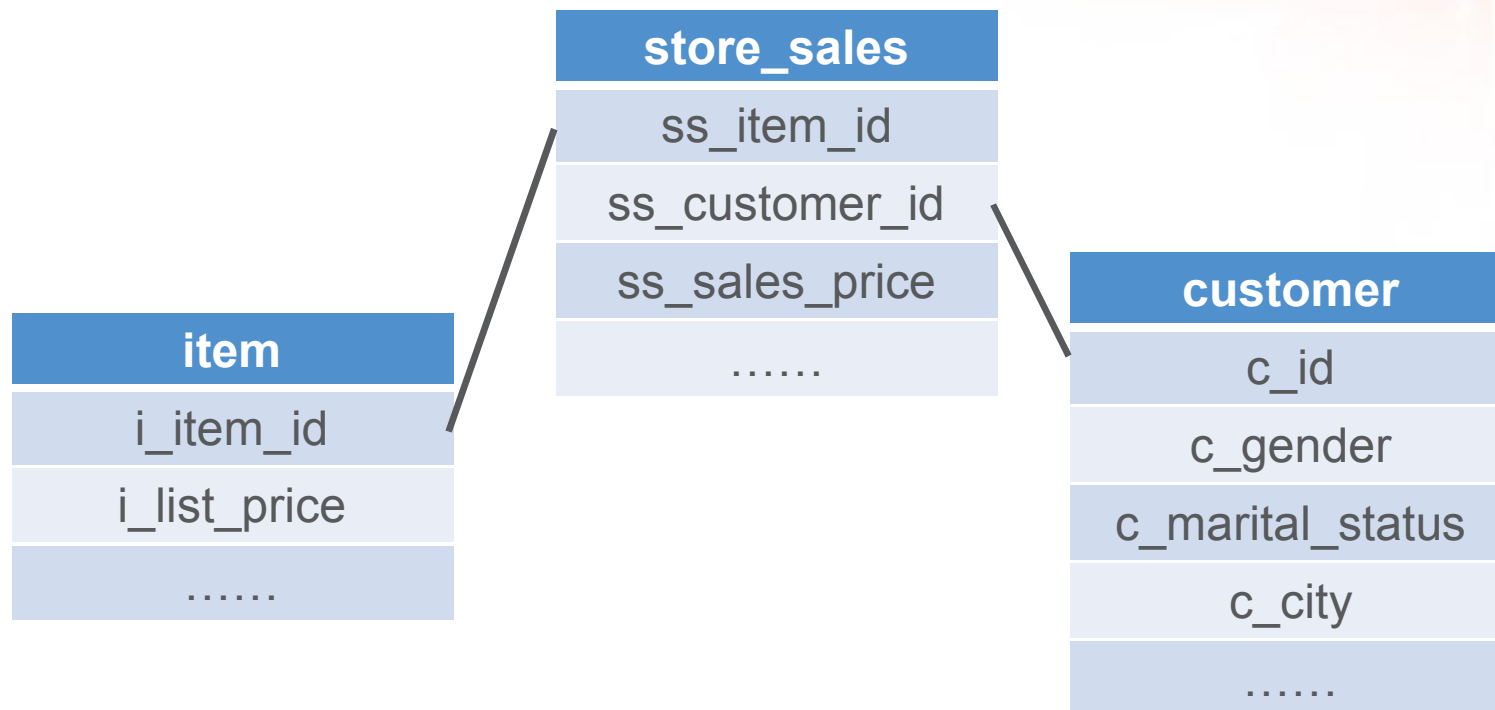 store_sales
ss_item_id
ss_customer_id
ss_sales_price
......
item
i_item_id
i_list_price
......
customer
c_id
c_gender
c_marital_status
c_city
......